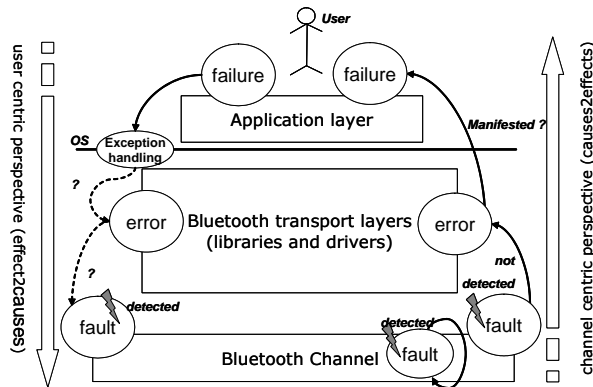 User
failure
failure
Application layer
Manifested ?
OS
Exception
handling
?
error
Bluetooth transport layers
(libraries and drivers)
error
not
?
detected
detected
fault
detected
fault
Bluetooth Channel
fault
user centric perspective (effect2causes)
channel centric perspective (causes2effects)